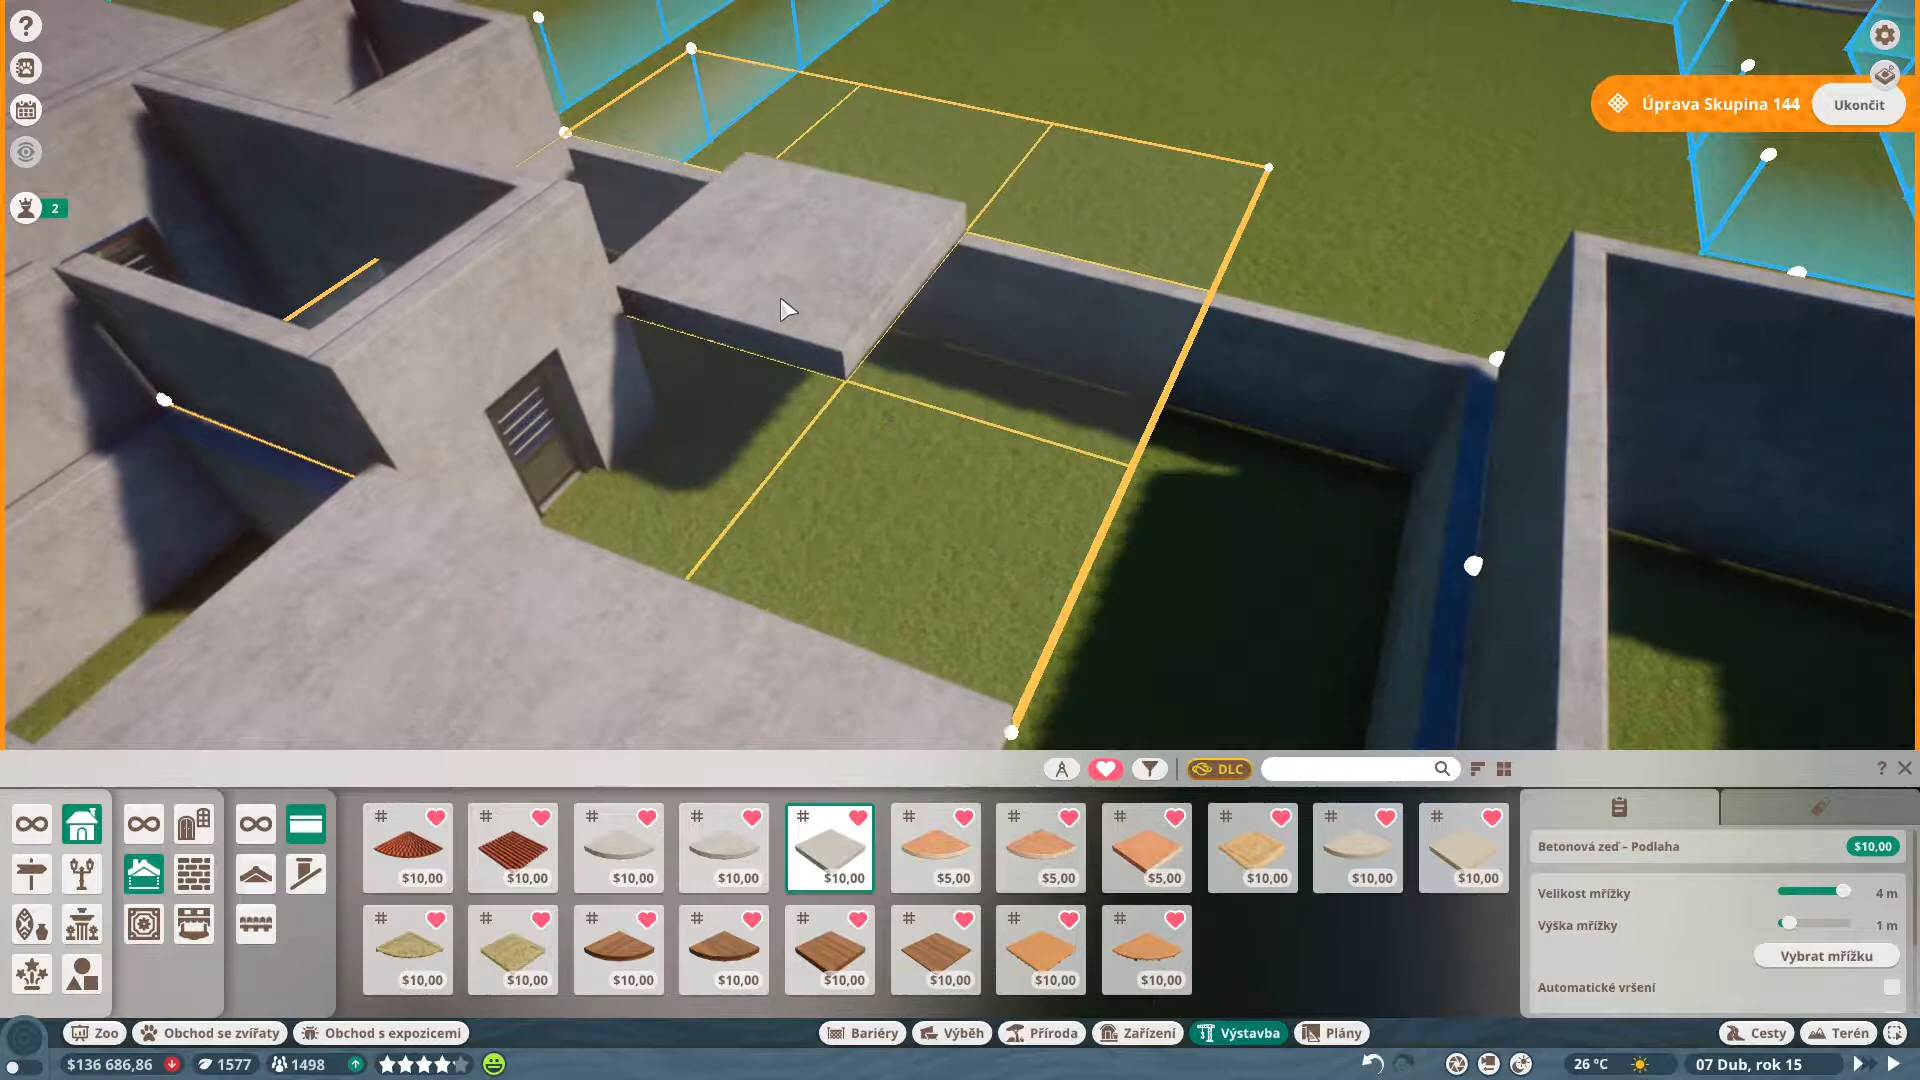 ?
2
Úprava Skupina 144
Ukončit
DLC
?
$10,00
$10,00
$10,00
$10,00
$10,00
$5,00
$5,00
$5,00
$10,00
$10,00
$10,00
$10,00
$10,00
$10,00
$10,00
$10,00
$10,00
$10,00
$10,00
Betonová zeď – Podlaha
$10,00
Velikost mřížky
4 m
Výška mřížky
1 m
Vybrat mřížku
Automatické vršení
Zoo
Obchod se zvířaty
Obchod s expozicemi
Bariéry
Výběh
Příroda
Zařízení
Výstavba
Plány
Cesty
Terén
$136 686,86
1577
1498
26 °C
07 Dub, rok 15